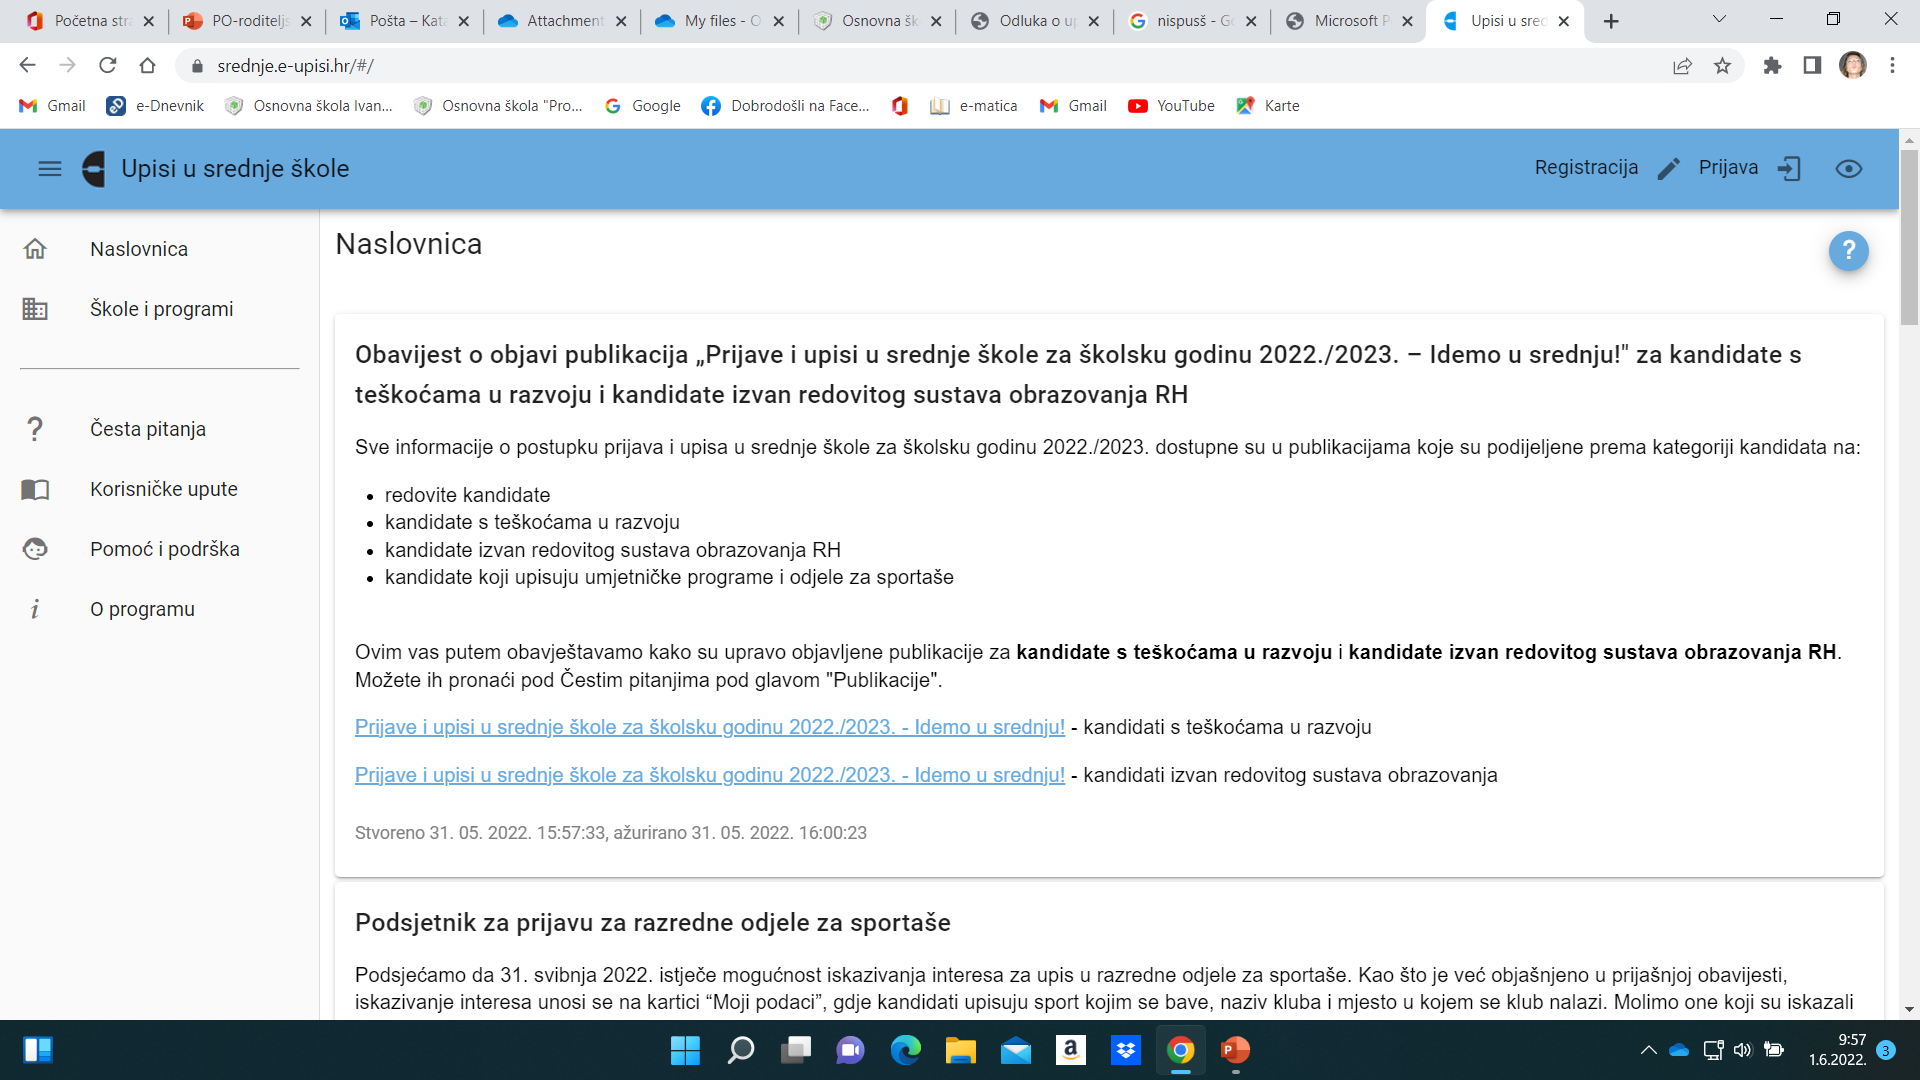 Početna stra
PO-roditeljs
Pošta – Kata
Attachment
My files - O
Osnovna šk
Odluka o up
nispusš - Go
Microsoft P
Upisi u sred
srednje.e-upisi.hr/#/
Gmail
e-Dnevnik
Osnovna škola Ivan...
Osnovna škola "Pro...
Google
Dobrodošli na Face...
e-matica
Gmail
YouTube
Karte
Upisi u srednje škole
Registracija
Prijava
Naslovnica
Škole i programi
Česta pitanja
Korisničke upute
Pomoć i podrška
O programu
Naslovnica
?
Obavijest o objavi publikacija „Prijave i upisi u srednje škole za školsku godinu 2022./2023. – Idemo u srednju!" za kandidate s
teškoćama u razvoju i kandidate izvan redovitog sustava obrazovanja RH
Sve informacije o postupku prijava i upisa u srednje škole za školsku godinu 2022./2023. dostupne su u publikacijama koje su podijeljene prema kategoriji kandidata na:
• redovite kandidate
• kandidate s teškoćama u razvoju
• kandidate izvan redovitog sustava obrazovanja RH
• kandidate koji upisuju umjetničke programe i odjele za sportaše
Ovim vas putem obavještavamo kako su upravo objavljene publikacije za kandidate s teškoćama u razvoju i kandidate izvan redovitog sustava obrazovanja RH.
Možete ih pronaći pod Čestim pitanjima pod glavom "Publikacije".
Prijave i upisi u srednje škole za školsku godinu 2022./2023. - Idemo u srednju! - kandidati s teškoćama u razvoju
Prijave i upisi u srednje škole za školsku godinu 2022./2023. - Idemo u srednju! - kandidati izvan redovitog sustava obrazovanja
Stvoreno 31. 05. 2022. 15:57:33, ažurirano 31. 05. 2022. 16:00:23
Podsjetnik za prijavu za razredne odjele za sportaše
Podsjećamo da 31. svibnja 2022. istječe mogućnost iskazivanja interesa za upis u razredne odjele za sportaše. Kao što je već objašnjeno u prijašnjoj obavijesti,
iskazivanje interesa unosi se na kartici “Moji podaci”, gdje kandidati upisuju sport kojim se bave, naziv kluba i mjesto u kojem se klub nalazi. Molimo one koji su iskazali
9:57
1.6.2022.
3